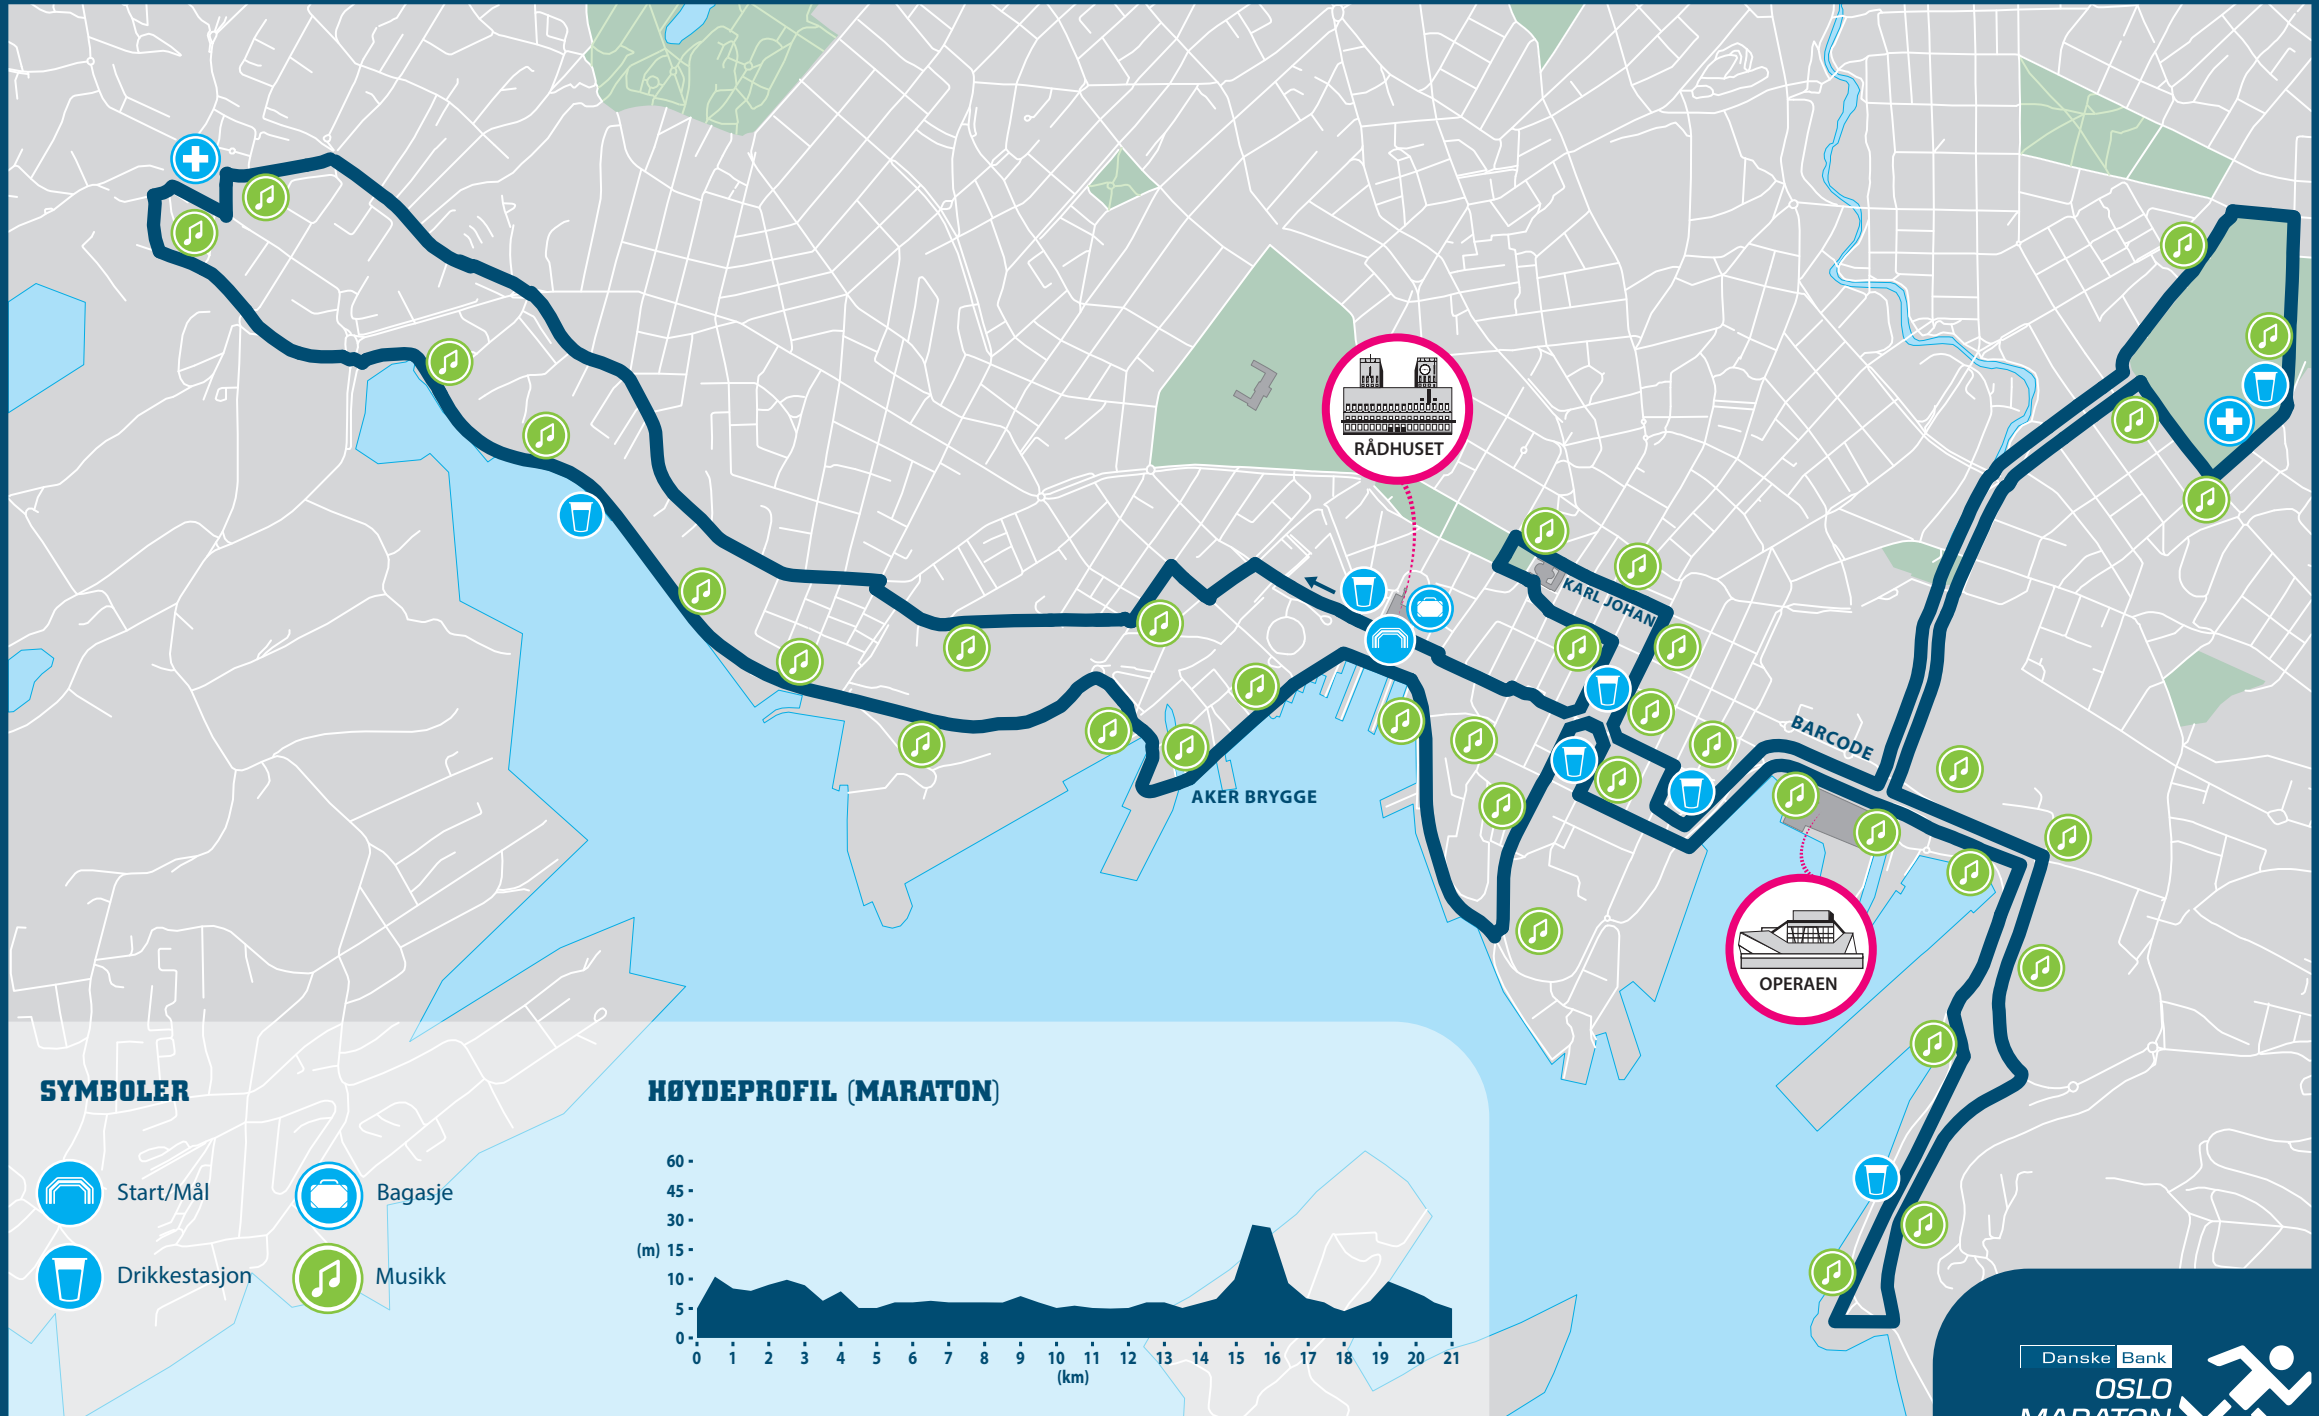 RÅDHUSET
KARL JOHAN
BARCODE
AKER BRYGGE
OPERAEN
SYMBOLER
Start/Mål
Bagasje
Drikkestasjon
Musikk
HØYDEPROFIL (MARATON)
60
45
30
(m) 15
10
5
0
0 1 2 3 4 5 6 7 8 9 10 11 12 13 14 15 16 17 18 19 20 21
(km)
Danske Bank
OSLO
MARATON